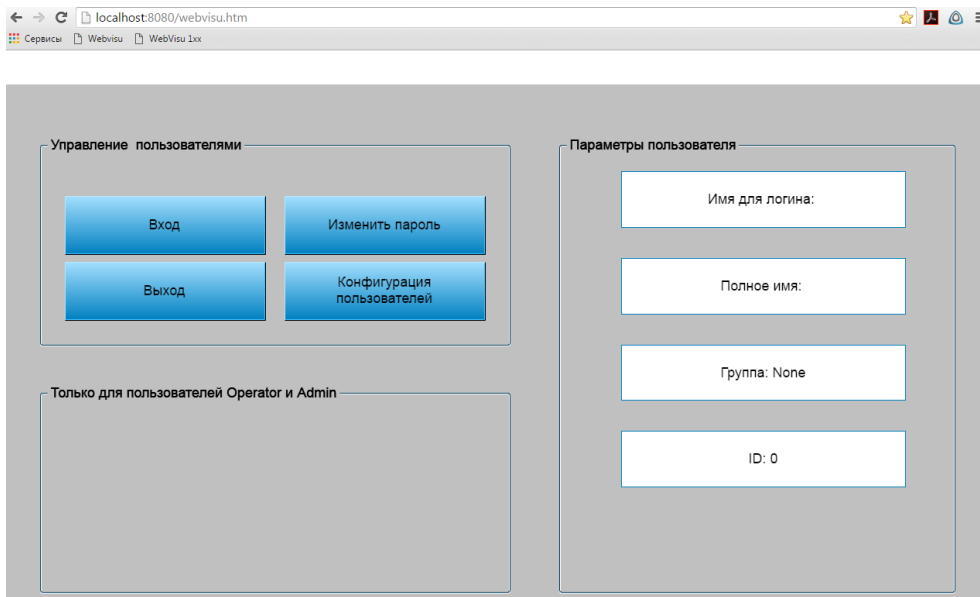 localhost:8080/webvisu.htm
Сервисы Webvisu WebVisu 1xx
Управление пользователями
Вход
Изменить пароль
Выход
Конфигурация
пользователей
Только для пользователей Operator и Admin
Параметры пользователя
Имя для логина:
Полное имя:
Группа: None
ID: 0